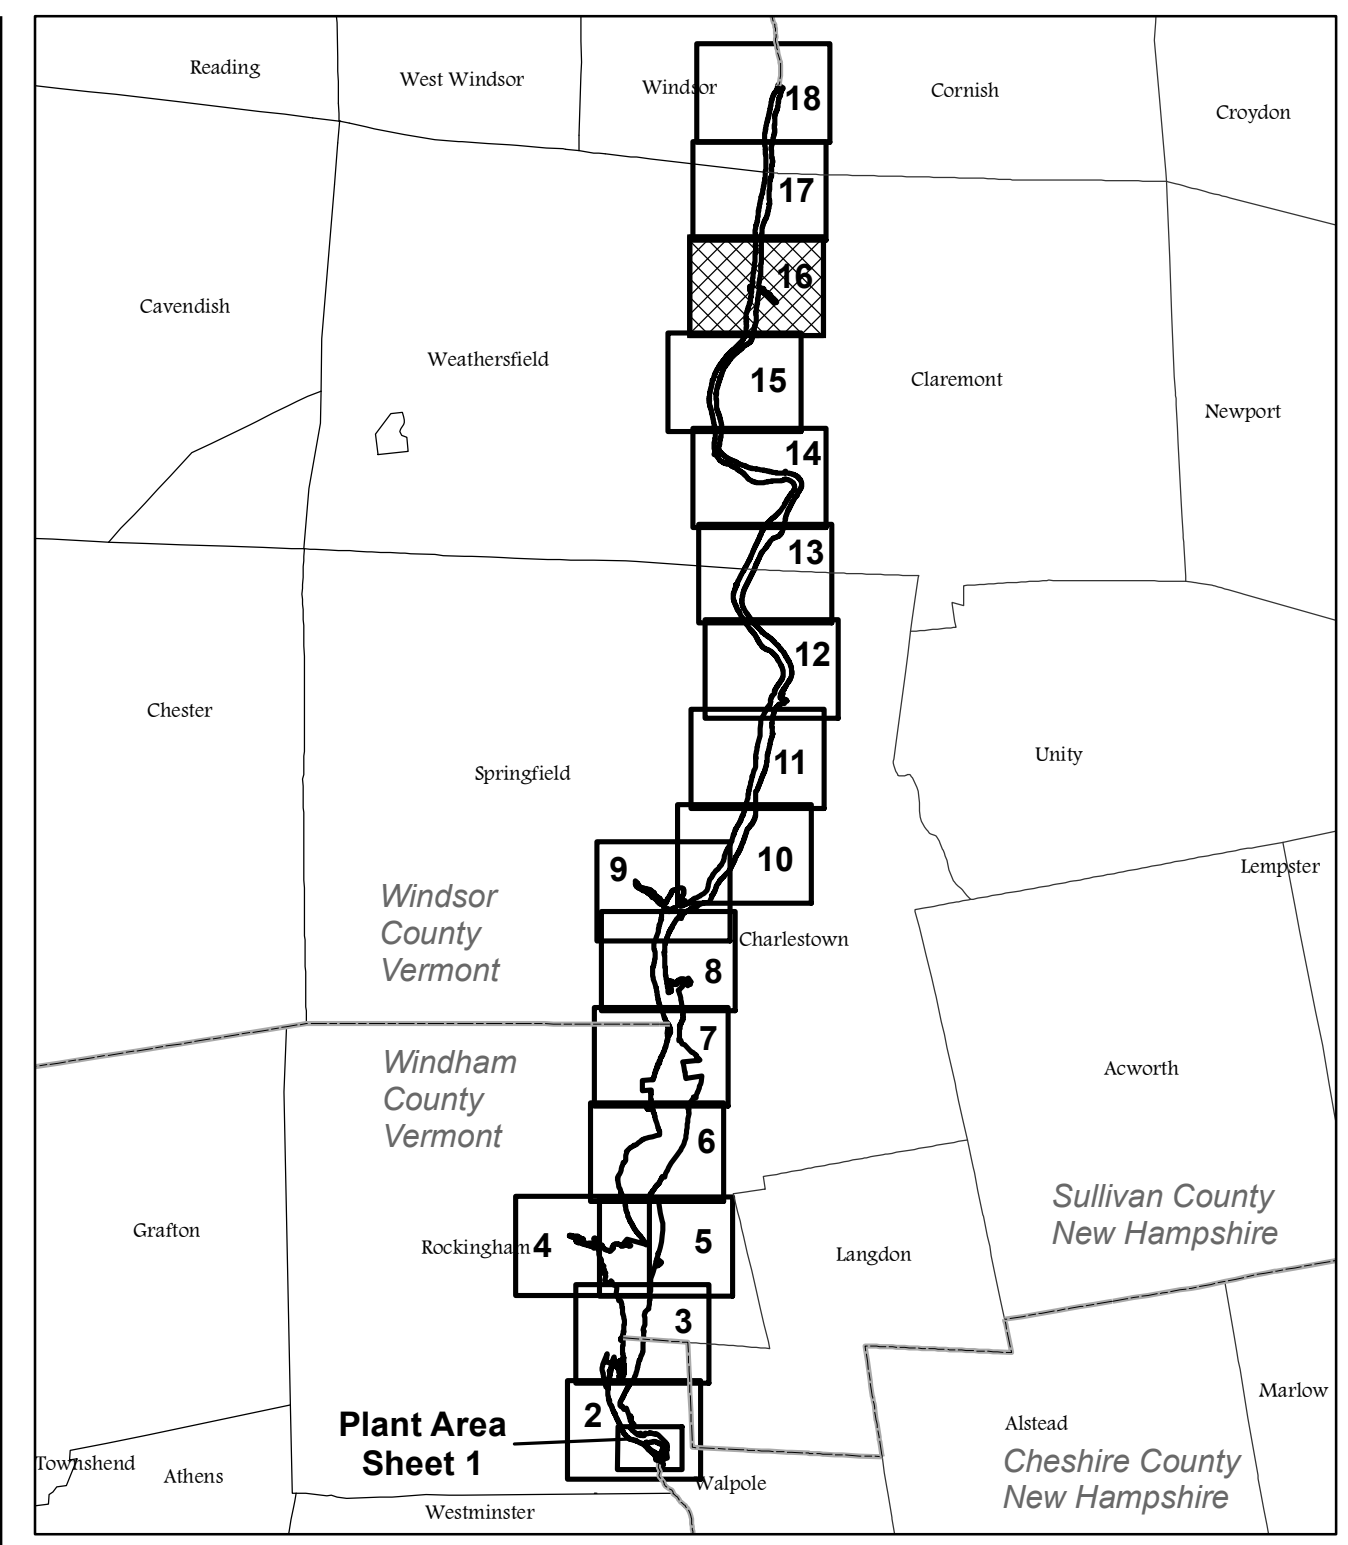 Reading
West Windsor
Windsor
18
Cornish
Croydon
17
16
Cavendish
Weathersfield
15
Claremont
Newport
14
13
12
Chester
Springfield
11
Unity
10
9
Lempster
Windsor
County
Vermont
Charlestown
8
7
Windham
County
Vermont
Acworth
6
Sullivan County
New Hampshire
Grafton
Rockingham
4
5
Langdon
3
Marlow
2
Plant Area
Sheet 1
Alstead
Cheshire County
New Hampshire
Townshend
Athens
Walpole
Westminster